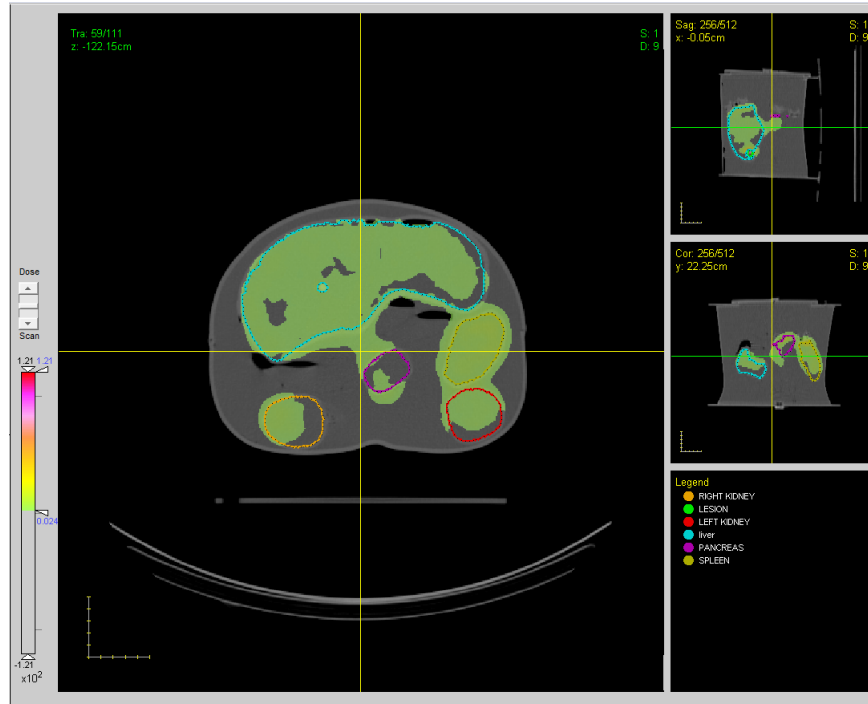 Tra: 59/111
z: -122.15cm
S: 1
D: 9
Sag: 256/512
x: -0.05cm
S: 1
D: 9
Cor: 256/512
y: 22.25cm
S: 1
D: 9
Dose
Scan
1.21 1.21
0.024
-1.21
x10²
Legend
RIGHT KIDNEY
LESION
LEFT KIDNEY
liver
PANCREAS
SPLEEN